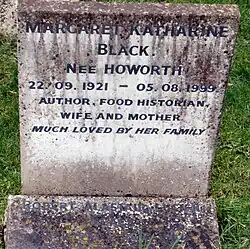 MARGARET KATHARINE
BLACK.
NEE HOWORTH
22.09.1921 – 05.08.1999
AUTHOR, FOOD HISTORIAN,
WIFE AND MOTHER
MUCH LOVED BY HER FAMILY